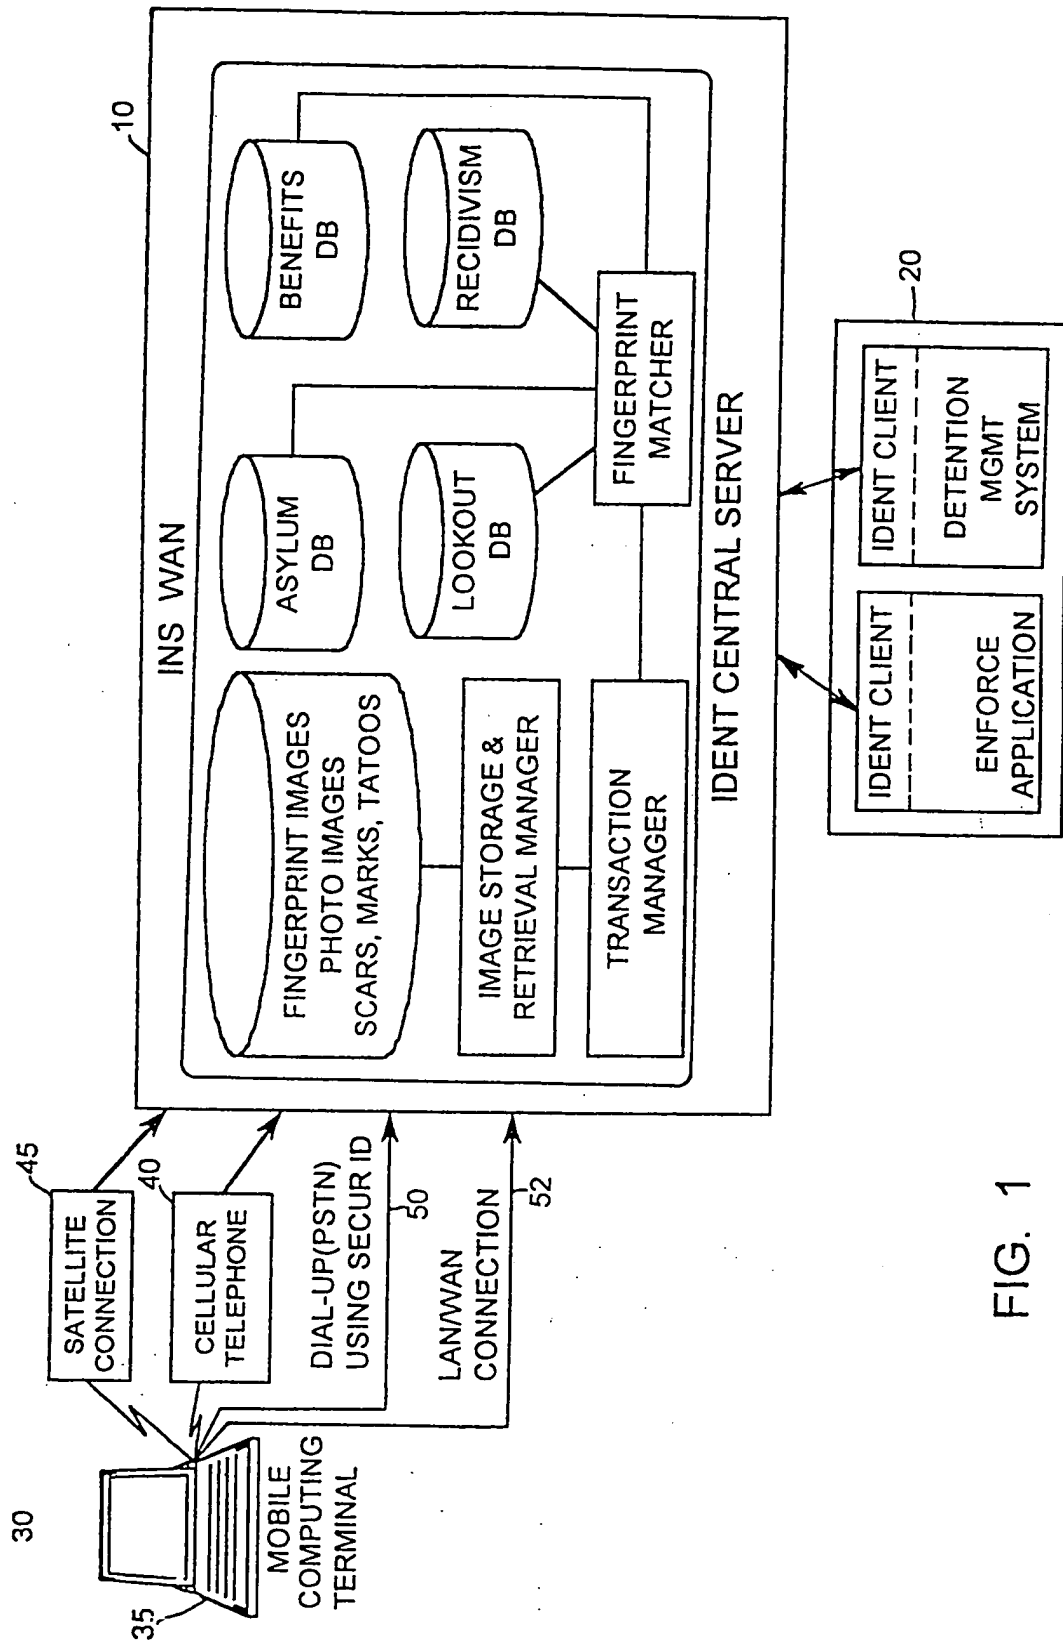 30
35
MOBILE
COMPUTING
TERMINAL
45
SATELLITE
CONNECTION
40
CELLULAR
TELEPHONE
DIAL-UP(PSTN)
USING SECUR ID
50
LAN/WAN
CONNECTION
52
10
INS WAN
FINGERPRINT IMAGES
PHOTO IMAGES
SCARS, MARKS, TATOOS
ASYLUM
DB
BENEFITS
DB
LOOKOUT
DB
RECIDIVISM
DB
IMAGE STORAGE &
RETRIEVAL MANAGER
TRANSACTION
MANAGER
FINGERPRINT
MATCHER
IDENT CENTRAL SERVER
20
IDENT CLIENT
ENFORCE
APPLICATION
IDENT CLIENT
DETENTION
MGMT
SYSTEM
FIG. 1